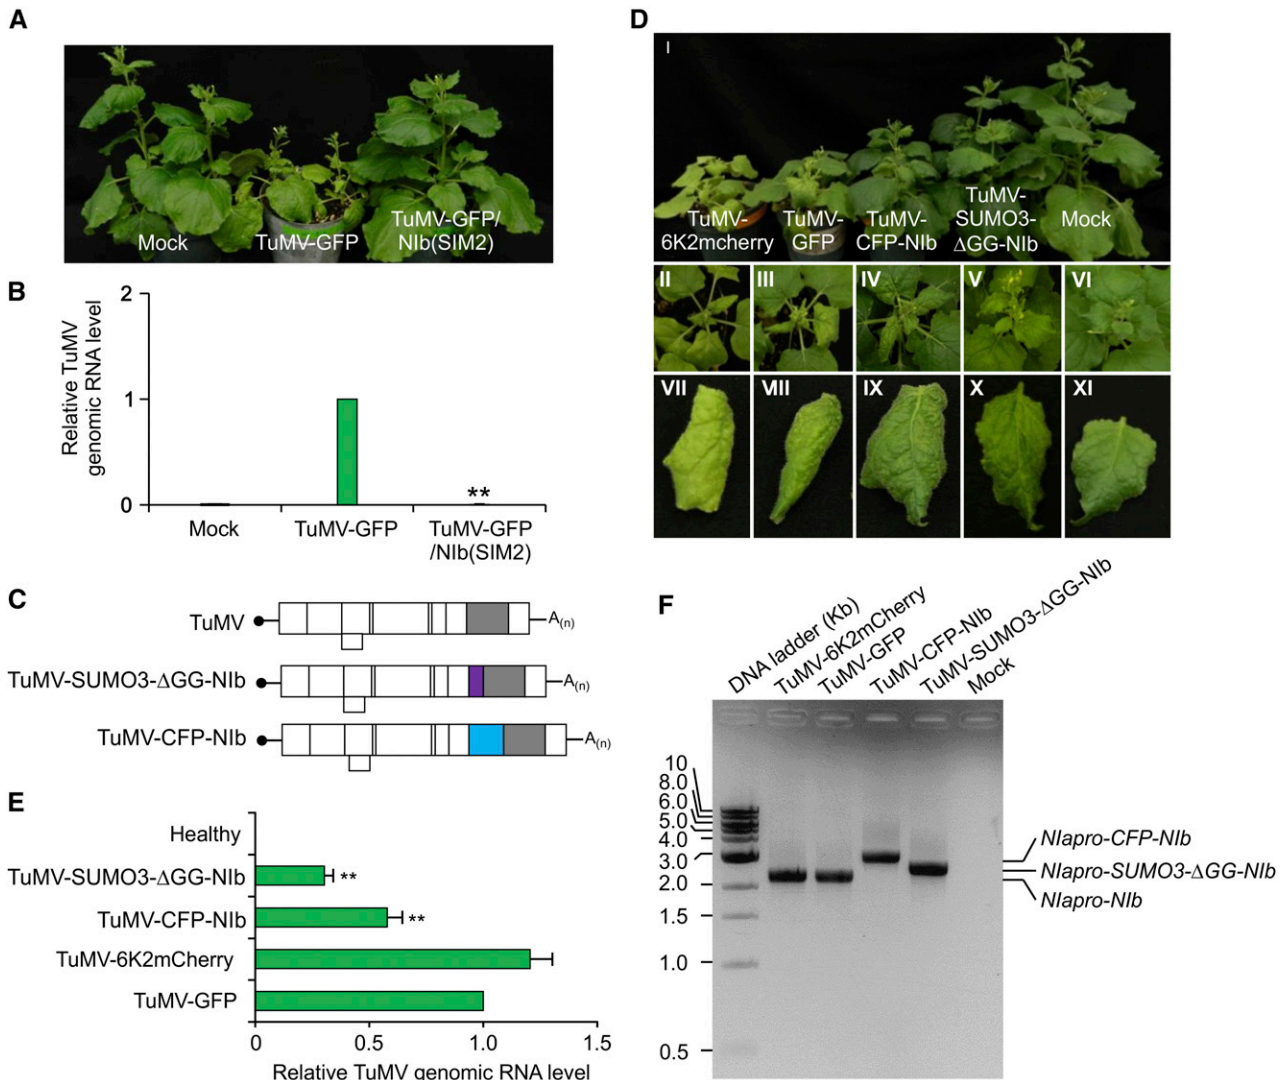 A
Mock
TuMV-GFP
TuMV-GFP/
NIb(SIM2)
B
Relative TuMV
genomic RNA level
2
1
0
**
Mock
TuMV-GFP
TuMV-GFP
/NIb(SIM2)
C
TuMV
A(n)
TuMV-SUMO3-ΔGG-NIb
A(n)
TuMV-CFP-NIb
A(n)
E
Healthy
TuMV-SUMO3-ΔGG-NIb
**
TuMV-CFP-NIb
**
TuMV-6K2mCherry
TuMV-GFP
0
0.5
1.0
1.5
Relative TuMV genomic RNA level
D
I
TuMV-
6K2mcherry
TuMV-
GFP
TuMV-
CFP-NIb
TuMV-
SUMO3-
ΔGG-NIb
Mock
II
III
IV
V
VI
VII
VIII
IX
X
XI
F
DNA ladder (Kb)
TuMV-6K2mCherry
TuMV-GFP
TuMV-CFP-NIb
TuMV-SUMO3-ΔGG-NIb
Mock
10
8.0
6.0
5.0
4.0
3.0
2.0
1.5
1.0
0.5
NIapro-CFP-NIb
NIapro-SUMO3-ΔGG-NIb
NIapro-NIb